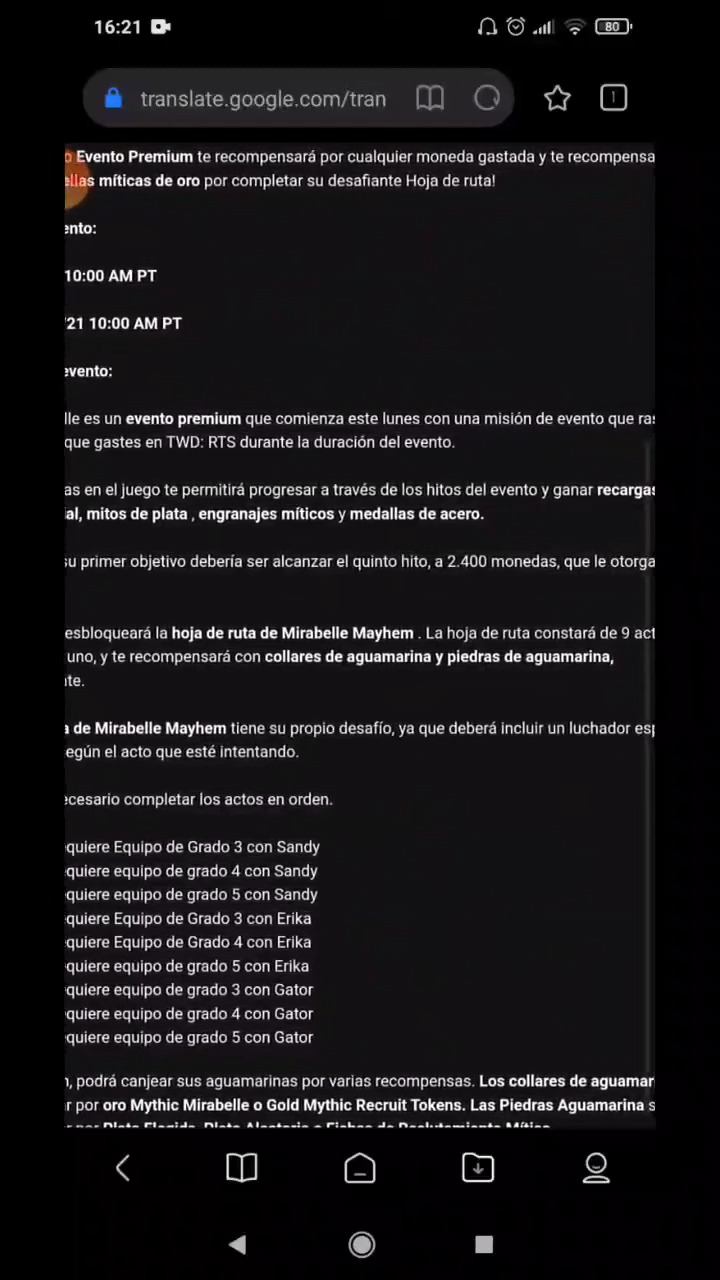 16:21
80
translate.google.com/tran
1
o Evento Premium te recompensará por cualquier moneda gastada y te recompensa
ellas míticas de oro por completar su desafiante Hoja de ruta!
ento:
10:00 AM PT
'21 10:00 AM PT
evento:
lle es un evento premium que comienza este lunes con una misión de evento que ras
que gastes en TWD: RTS durante la duración del evento.
as en el juego te permitirá progresar a través de los hitos del evento y ganar recargas
al, mitos de plata , engranajes míticos y medallas de acero.
su primer objetivo debería ser alcanzar el quinto hito, a 2.400 monedas, que le otorga
esbloqueará la hoja de ruta de Mirabelle Mayhem . La hoja de ruta constará de 9 act
uno, y te recompensará con collares de aguamarina y piedras de aguamarina,
te.
a de Mirabelle Mayhem tiene su propio desafío, ya que deberá incluir un luchador esp
egún el acto que esté intentando.
ecesario completar los actos en orden.
quiere Equipo de Grado 3 con Sandy
quiere equipo de grado 4 con Sandy
quiere equipo de grado 5 con Sandy
quiere Equipo de Grado 3 con Erika
quiere Equipo de Grado 4 con Erika
quiere equipo de grado 5 con Erika
quiere equipo de grado 3 con Gator
quiere equipo de grado 4 con Gator
quiere equipo de grado 5 con Gator
n, podrá canjear sus aguamarinas por varias recompensas. Los collares de aguamar
r por oro Mythic Mirabelle o Gold Mythic Recruit Tokens. Las Piedras Aguamarina s